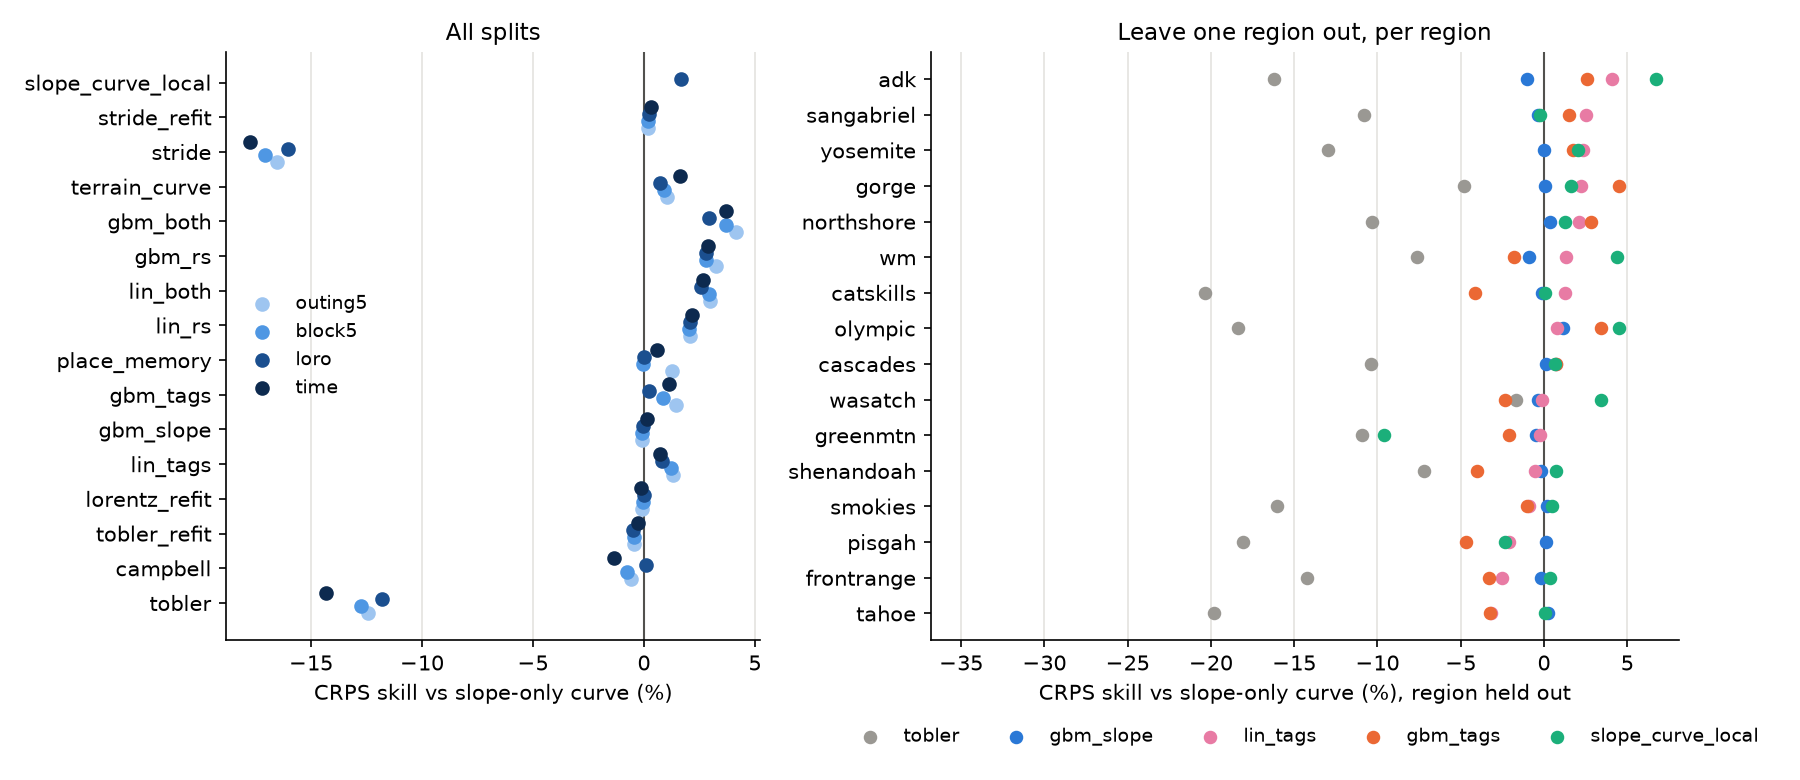 All splits
slope_curve_local
stride_refit
stride
terrain_curve
gbm_both
gbm_rs
lin_both
lin_rs
place_memory
gbm_tags
gbm_slope
lin_tags
lorentz_refit
tobler_refit
campbell
tobler
outing5
block5
loro
time
−15 −10 −5 0 5
CRPS skill vs slope-only curve (%)
Leave one region out, per region
adk
sangabriel
yosemite
gorge
northshore
wm
catskills
olympic
cascades
wasatch
greenmtn
shenandoah
smokies
pisgah
frontrange
tahoe
−35 −30 −25 −20 −15 −10 −5 0 5
CRPS skill vs slope-only curve (%), region held out
tobler gbm_slope lin_tags gbm_tags slope_curve_local